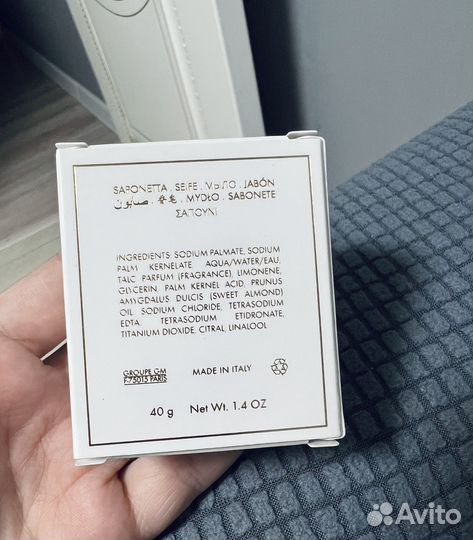 SAPONETTA . SEIFE . МЫЛО . JABÓN
صابون . 香皂 . MYDŁO . SABONETE
ΣΑΠΟΥΝΙ
INGREDIENTS: SODIUM PALMATE, SODIUM
PALM KERNELATE AQUA/WATER/EAU,
TALC, PARFUM (FRAGRANCE), LIMONENE,
GLYCERIN, PALM KERNEL ACID, PRUNUS
AMYGDALUS DULCIS (SWEET ALMOND)
OIL, SODIUM CHLORIDE, TETRASODIUM
EDTA, TETRASODIUM ETIDRONATE,
TITANIUM DIOXIDE, CITRAL, LINALOOL
GROUPE GM
F-75015 PARIS
MADE IN ITALY
40 g Net Wt. 1.4 OZ
Avito